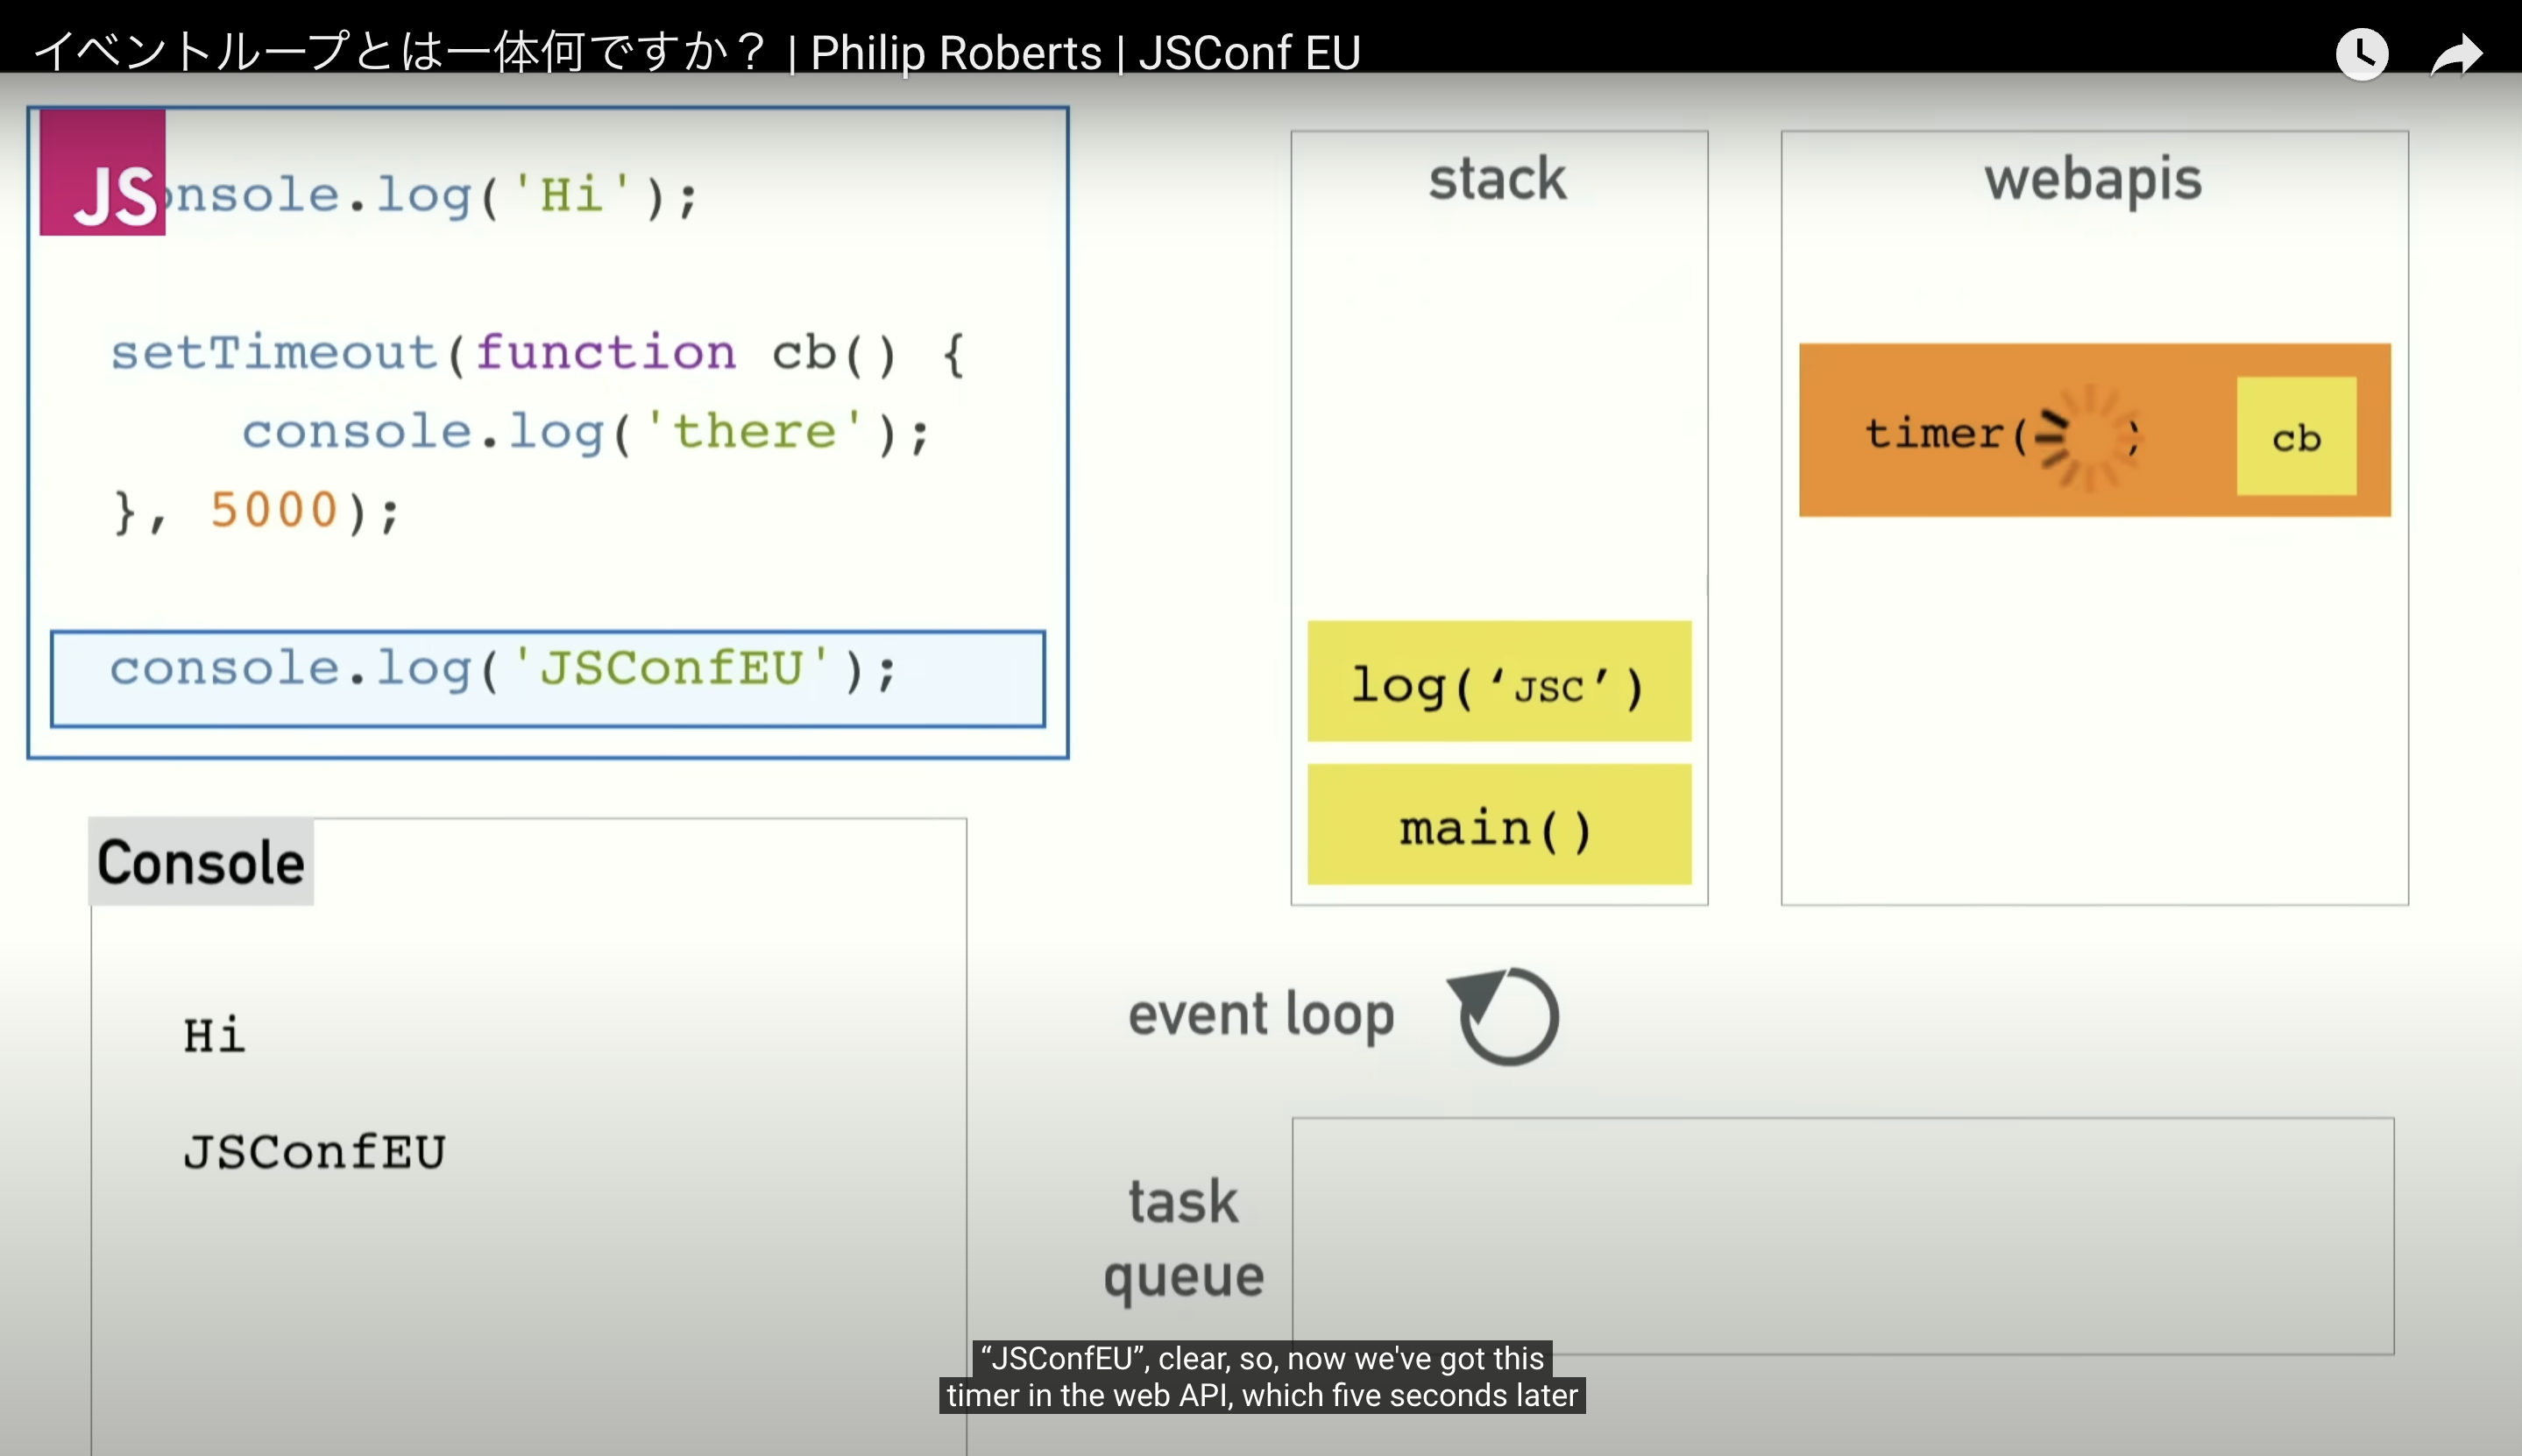 イベントループとは一体何ですか？ | Philip Roberts | JSConf EU
JS
onsole.log('Hi');
setTimeout(function cb() {
console.log('there');
}, 5000);
console.log('JSConfEU');
Console
Hi
JSConfEU
stack
log(‘JSC’)
main()
webapis
timer( )
cb
event loop
task
queue
“JSConfEU”, clear, so, now we've got this
timer in the web API, which five seconds later